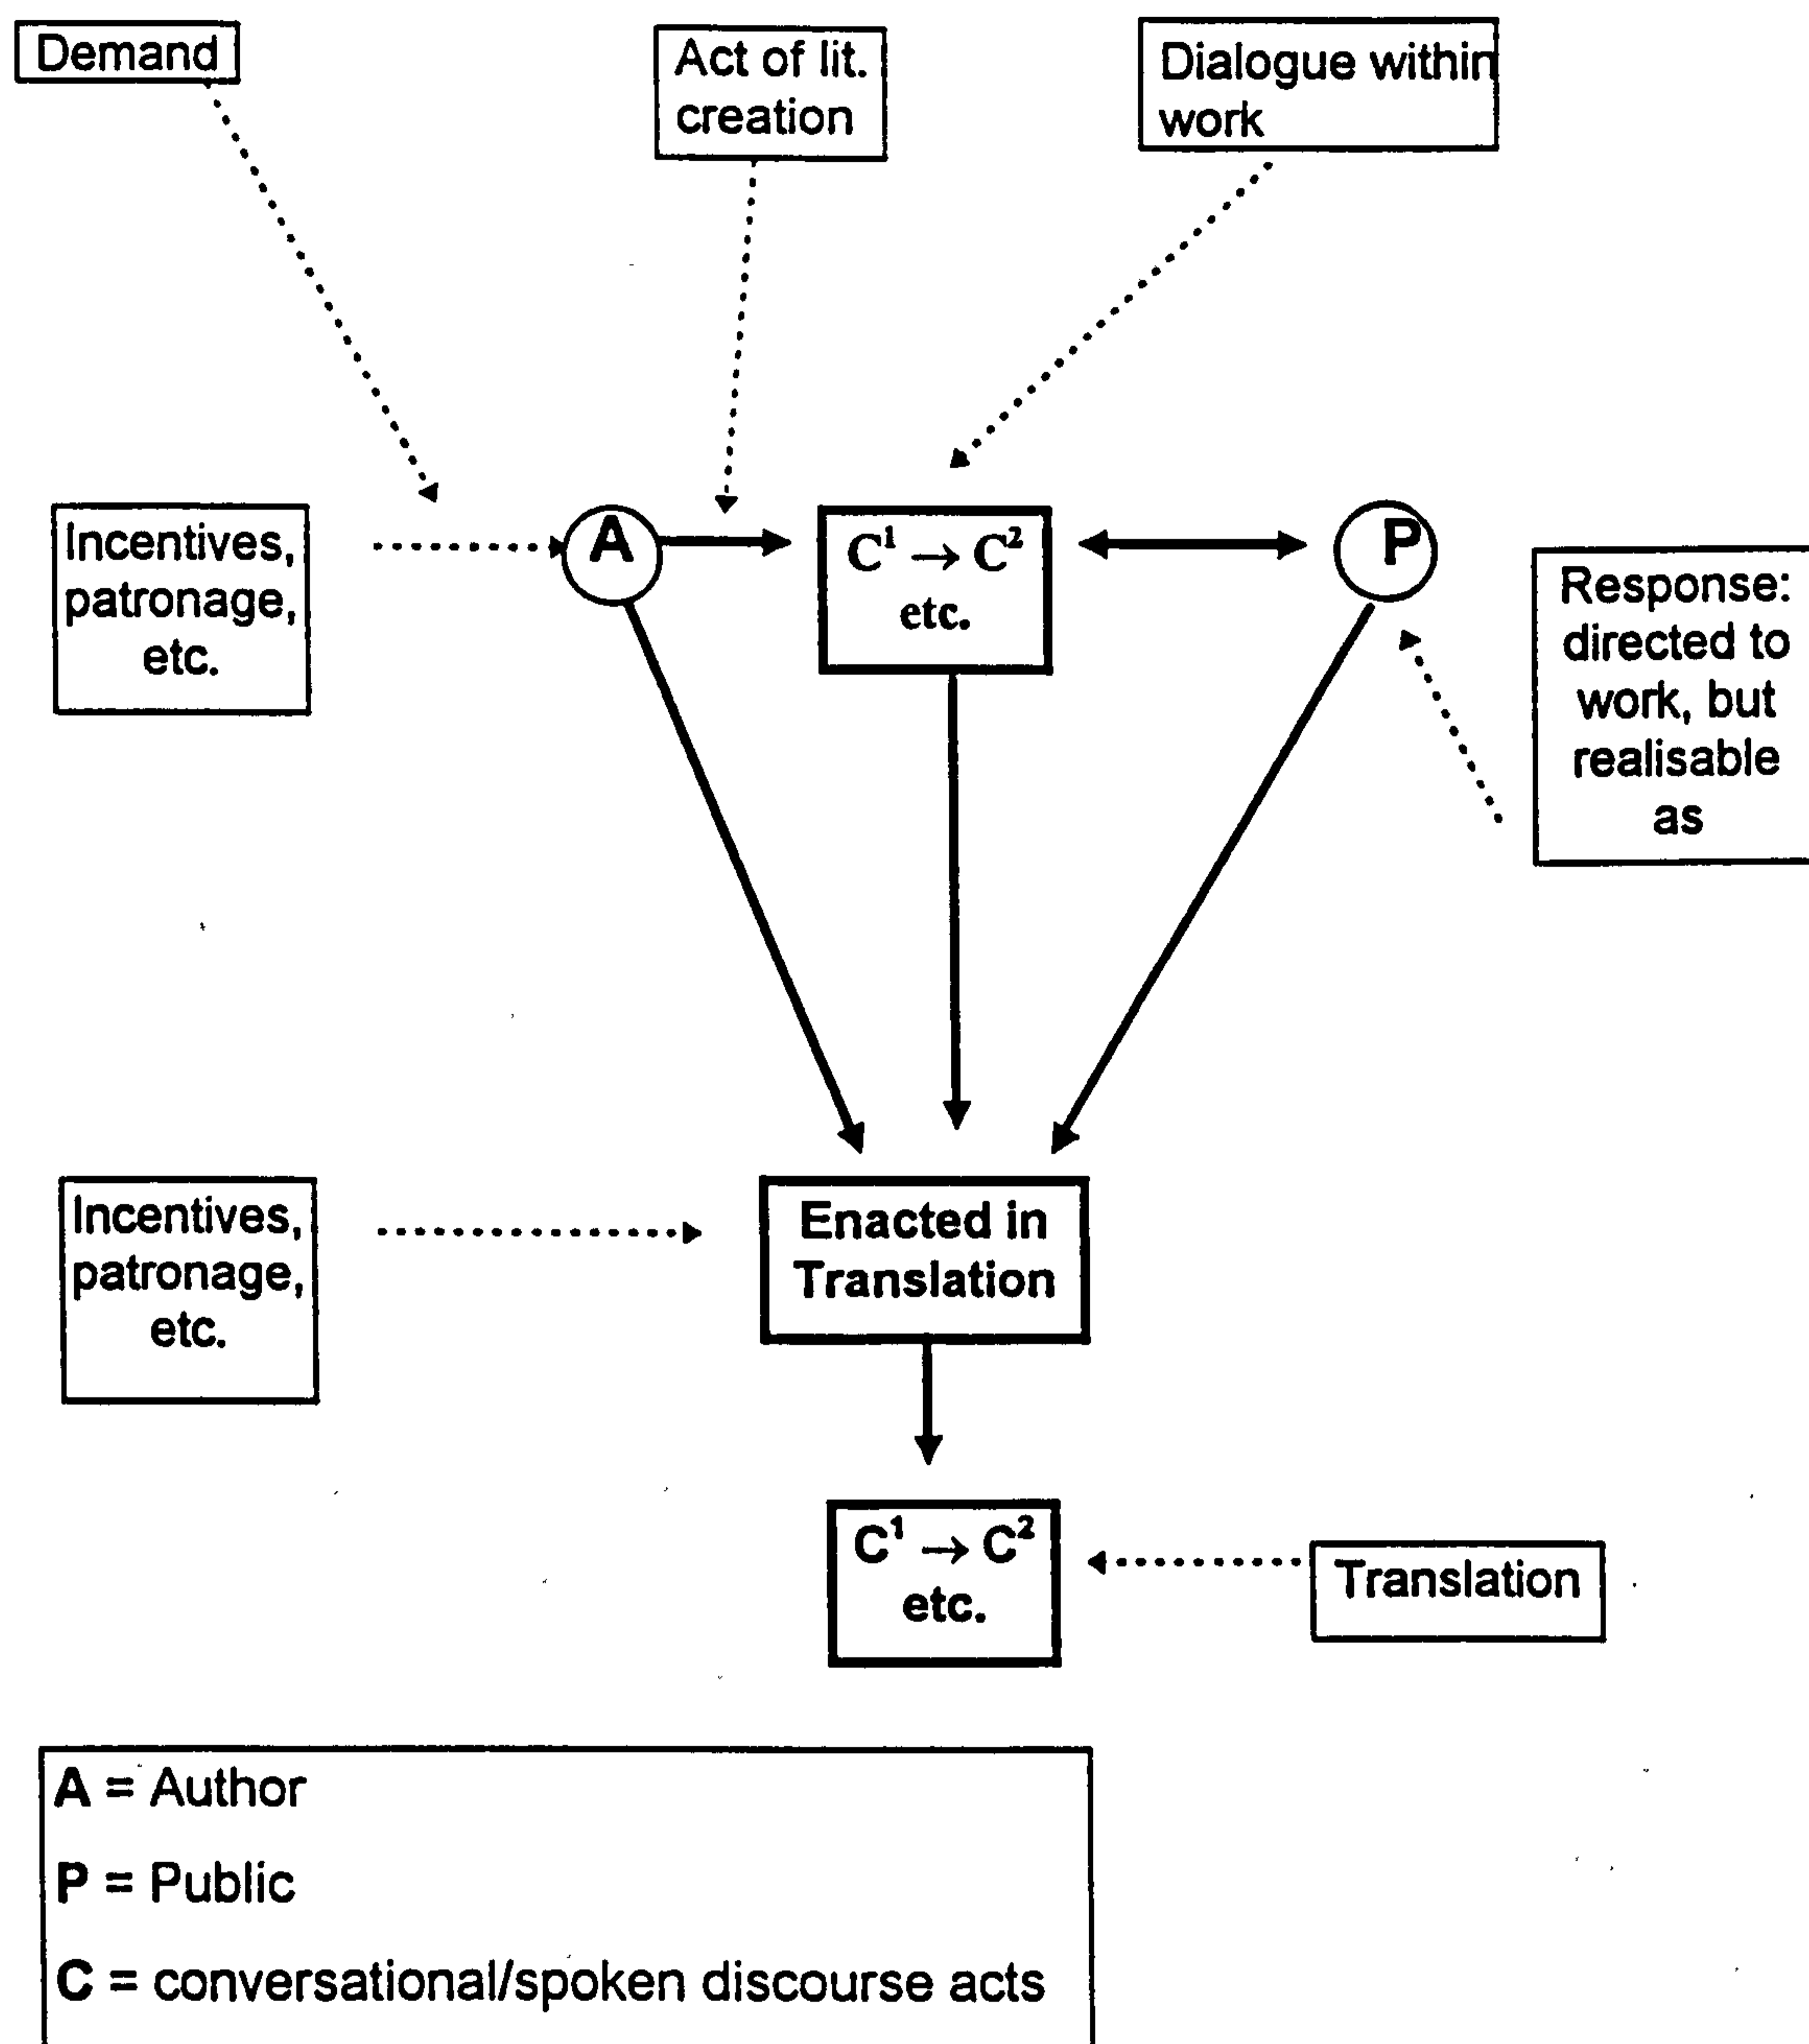 Demand
Act of lit.
creation
Dialogue within
work
Incentives,
patronage,
etc.
A
C¹ → C²
etc.
P
Response:
directed to
work, but
realisable
as
Incentives,
patronage,
etc.
Enacted in
Translation
C¹ → C²
etc.
Translation
A = Author
P = Public
C = conversational/spoken discourse acts